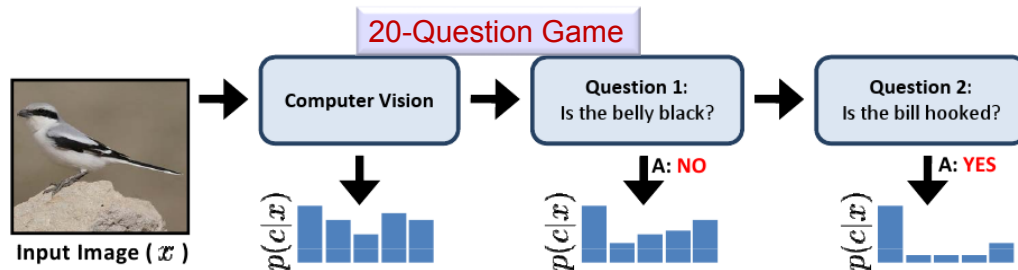 20-Question Game
Computer Vision
Question 1:
Is the belly black?
Question 2:
Is the bill hooked?
A: NO
A: YES
p(c|x)
p(c|x)
p(c|x)
Input Image (x)